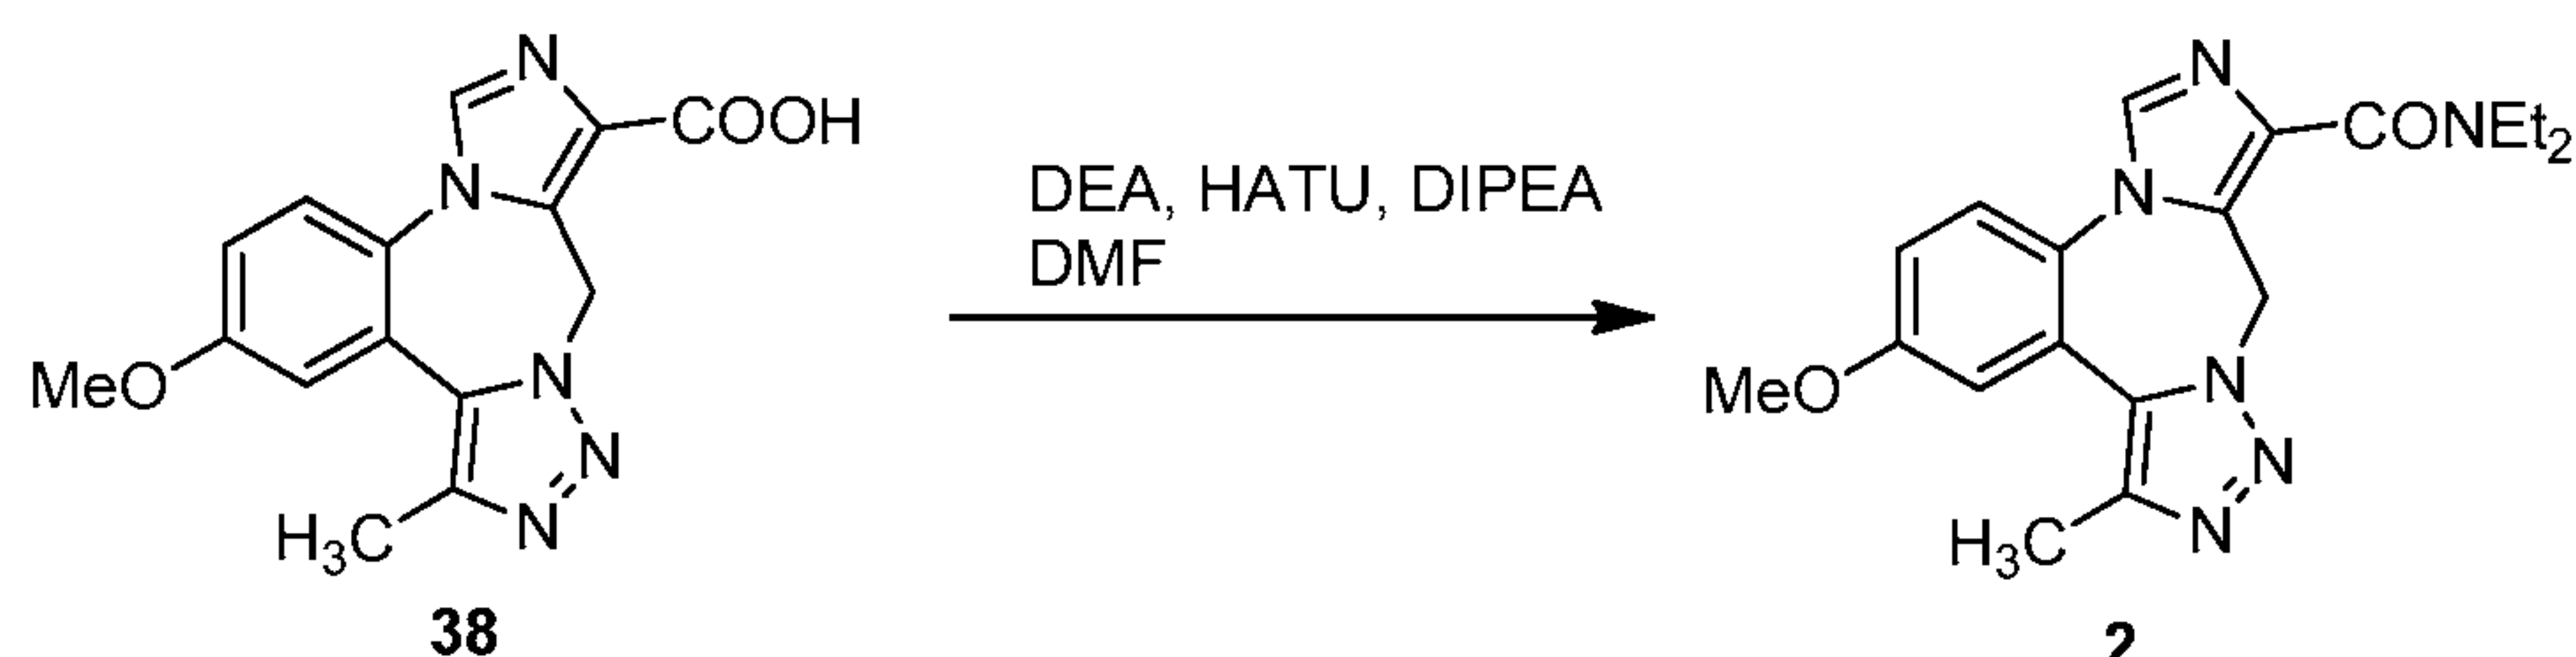 N
COOH
N
MeO
N
N
N
H3C
38
DEA, HATU, DIPEA
DMF
N
CONEt2
N
MeO
N
N
N
H3C
2